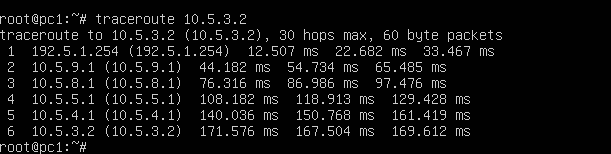 root@pc1:~# traceroute 10.5.3.2
traceroute to 10.5.3.2 (10.5.3.2), 30 hops max, 60 byte packets
 1  192.5.1.254 (192.5.1.254)  12.507 ms  22.682 ms  33.467 ms
 2  10.5.9.1 (10.5.9.1)  44.182 ms  54.734 ms  65.485 ms
 3  10.5.8.1 (10.5.8.1)  76.316 ms  86.986 ms  97.476 ms
 4  10.5.5.1 (10.5.5.1)  108.182 ms  118.913 ms  129.428 ms
 5  10.5.4.1 (10.5.4.1)  140.036 ms  150.768 ms  161.419 ms
 6  10.5.3.2 (10.5.3.2)  171.576 ms  167.504 ms  169.612 ms
root@pc1:~#